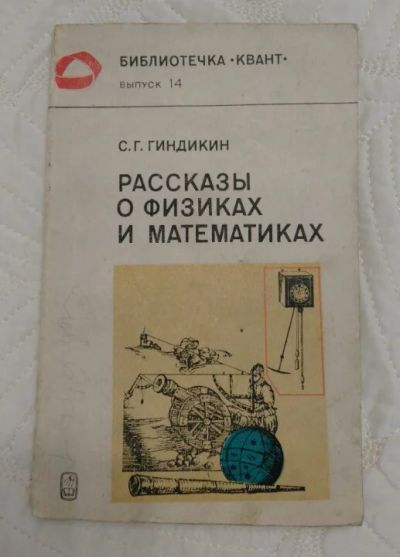 БИБЛИОТЕЧКА •КВАНТ•
ВЫПУСК 14
С. Г. ГИНДИКИН
РАССКАЗЫ
О ФИЗИКАХ
И МАТЕМАТИКАХ